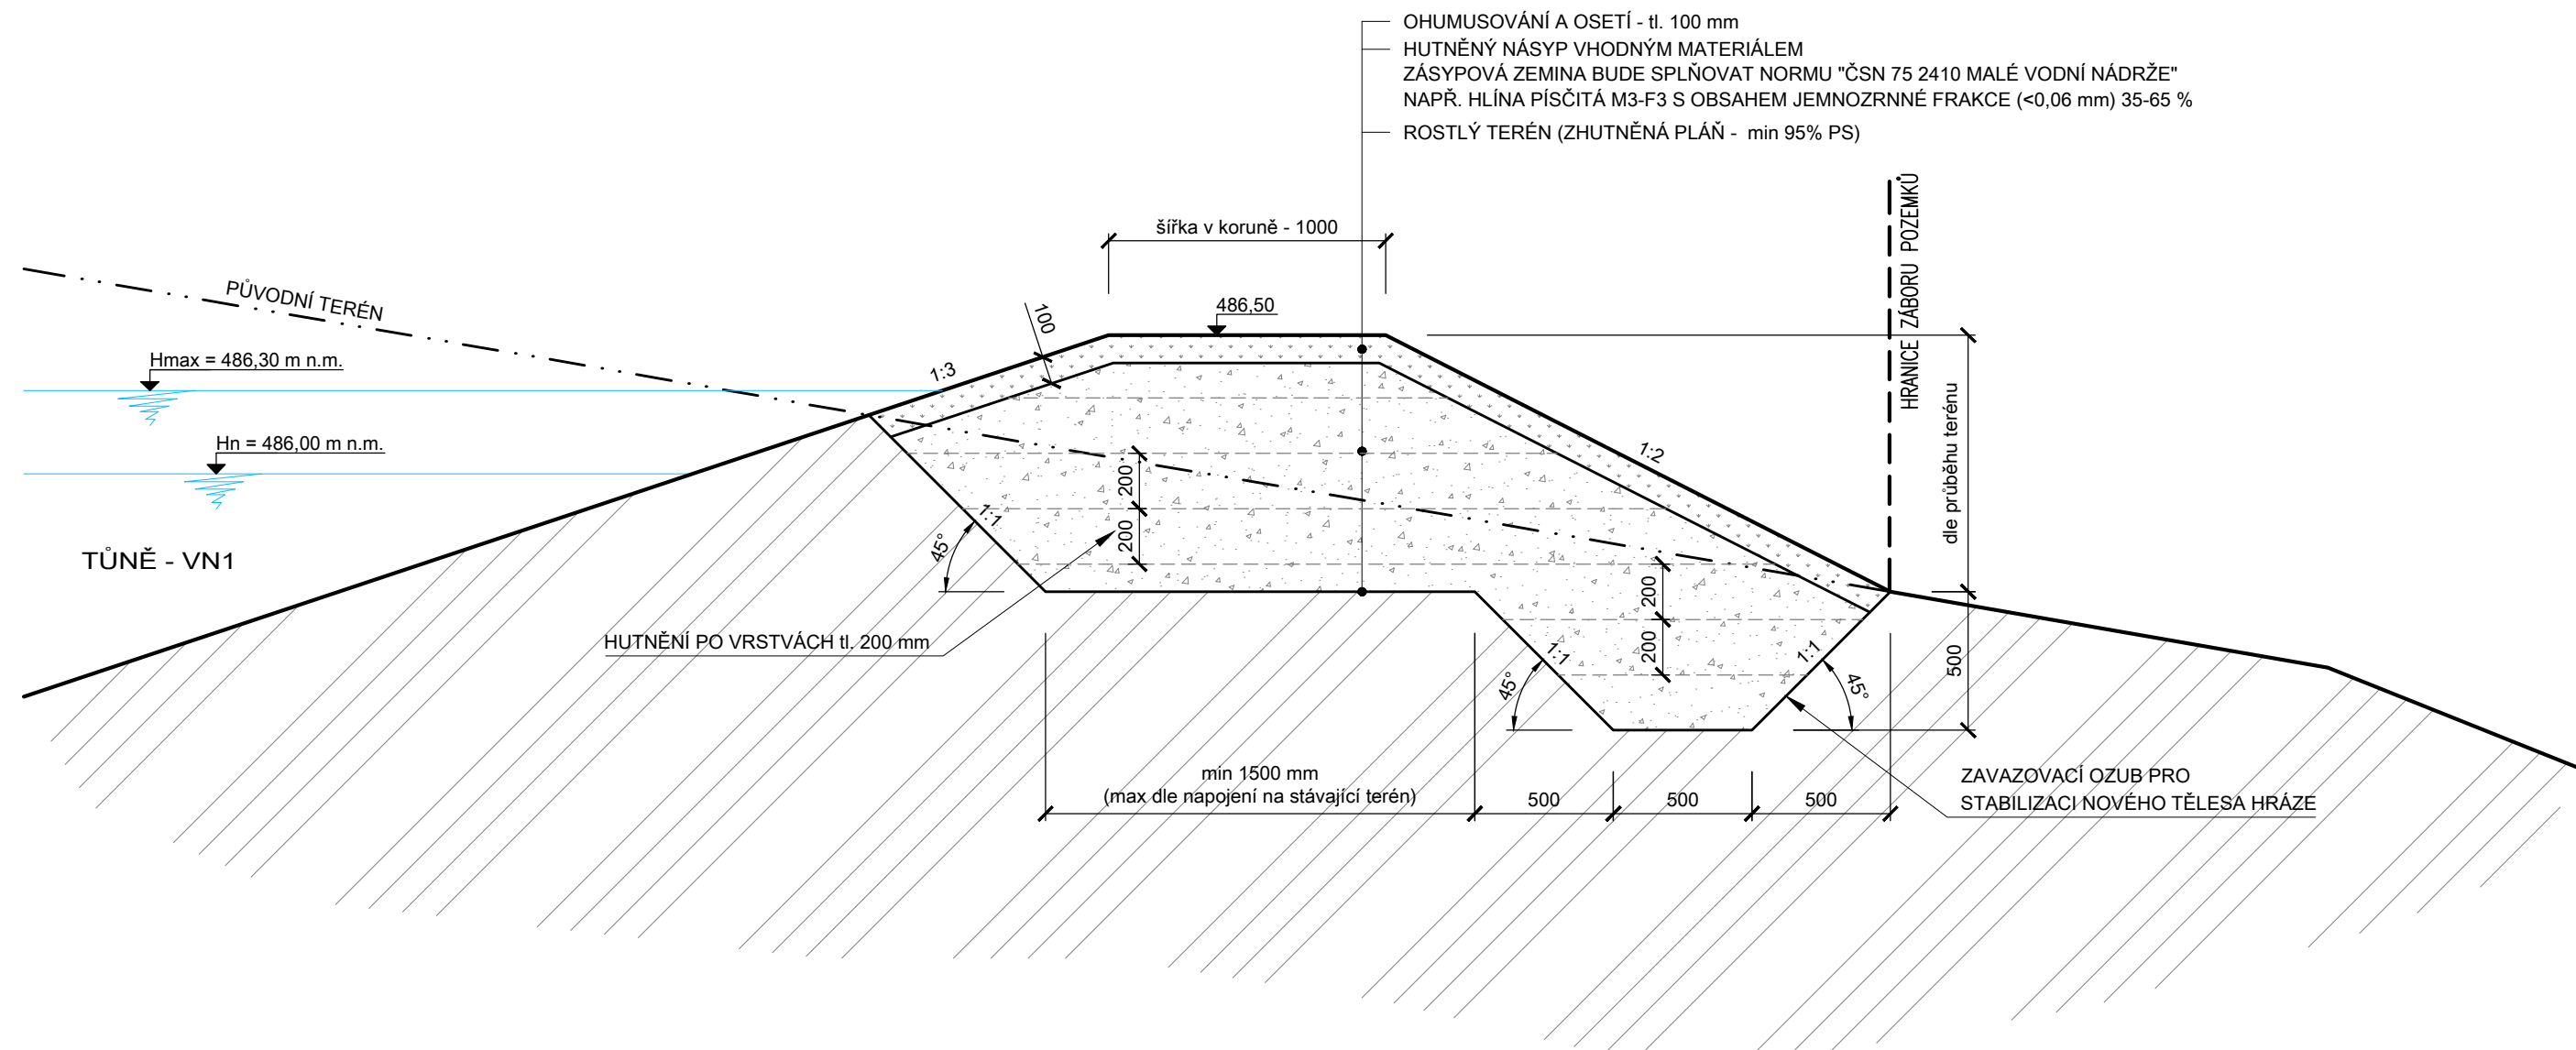 OHUMUSOVÁNÍ A OSETÍ - tl. 100 mm
HUTNĚNÝ NÁSYP VHODNÝM MATERIÁLEM
ZÁSYPOVÁ ZEMINA BUDE SPLŇOVAT NORMU "ČSN 75 2410 MALÉ VODNÍ NÁDRŽE"
NAPŘ. HLÍNA PÍSČITÁ M3-F3 S OBSAHEM JEMNOZRNNÉ FRAKCE (<0,06 mm) 35-65 %
ROSTLÝ TERÉN (ZHUTNĚNÁ PLÁŇ - min 95% PS)
HRANICE ZÁBORU POZEMKŮ
šířka v koruně - 1000
PŮVODNÍ TERÉN
486,50
100
Hmax = 486,30 m n.m.
1:3
Hn = 486,00 m n.m.
1:2
dle průběhu terénu
TŮNĚ - VN1
200
200
1:1
45°
200
200
HUTNĚNÍ PO VRSTVÁCH tl. 200 mm
1:1
45°
1:1
45°
500
min 1500 mm
(max dle napojení na stávající terén)
500
500
500
ZAVAZOVACÍ OZUB PRO
STABILIZACI NOVÉHO TĚLESA HRÁZE